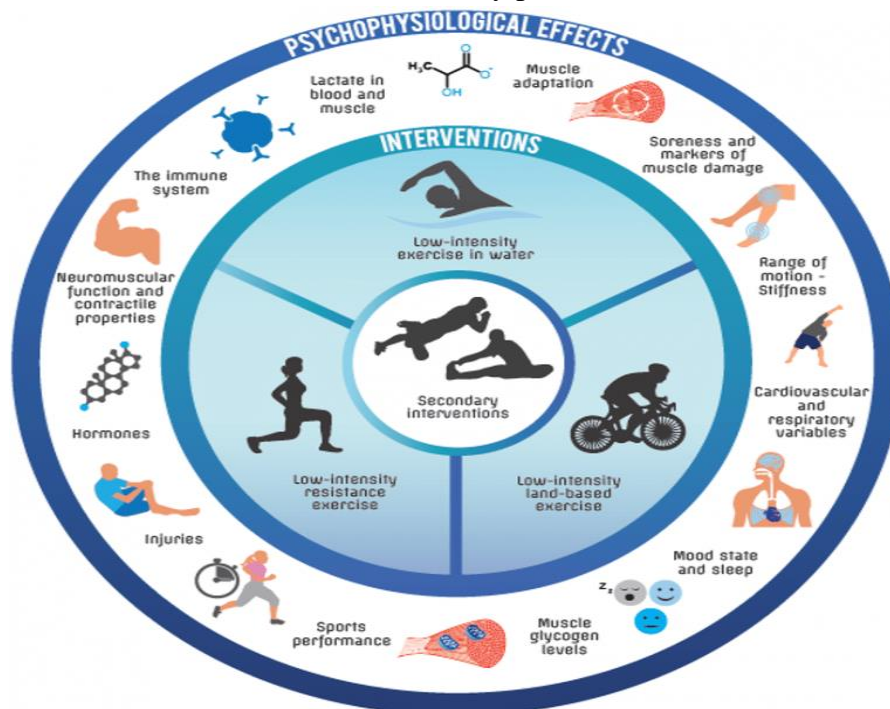 PSYCHOPHYSIOLOGICAL EFFECTS
Lactate in
blood and
muscle
H₃C
O
O⁻
OH
Muscle
adaptation
Soreness and
markers of
muscle damage
Range of
motion -
Stiffness
Cardiovascular
and
respiratory
variables
Mood state
and sleep
Z z
Muscle
glycogen
levels
Sports
performance
Injuries
Hormones
Neuromuscular
function and
contractile
properties
The immune
system
INTERVENTIONS
Low-intensity
exercise in water
Low-intensity
resistance
exercise
Low-intensity
land-based
exercise
Secondary
interventions